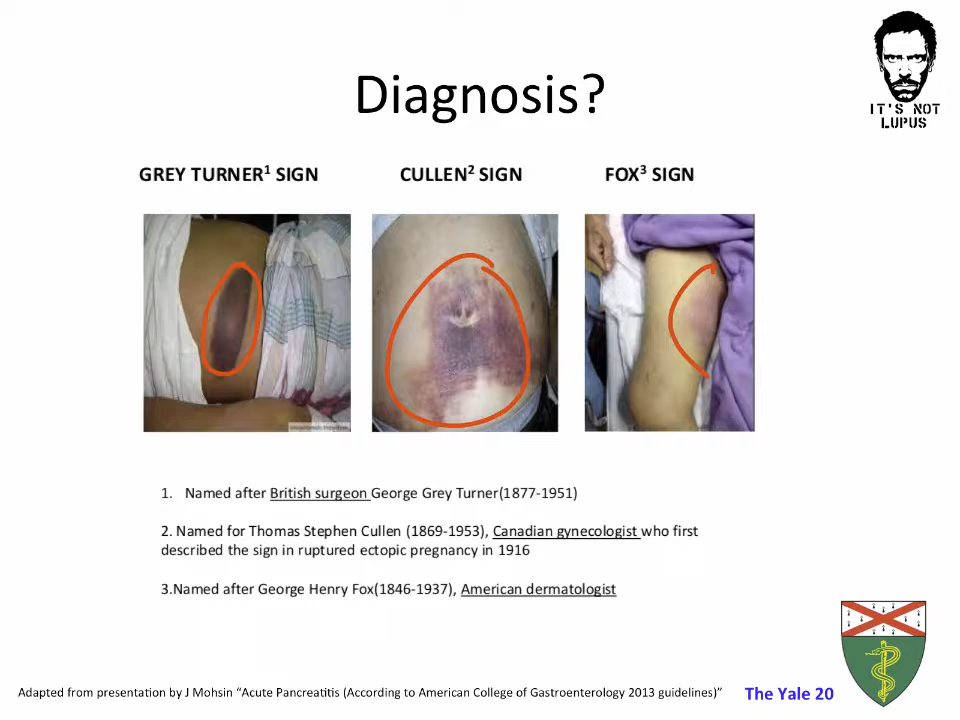 IT'S NOT
LUPUS
Diagnosis?
GREY TURNER1 SIGN
CULLEN2 SIGN
FOX3 SIGN
1. Named after British surgeon George Grey Turner(1877-1951)
2. Named for Thomas Stephen Cullen (1869-1953), Canadian gynecologist who first
described the sign in ruptured ectopic pregnancy in 1916
3.Named after George Henry Fox(1846-1937), American dermatologist
Adapted from presentation by J Mohsin “Acute Pancreatitis (According to American College of Gastroenterology 2013 guidelines)”
The Yale 20